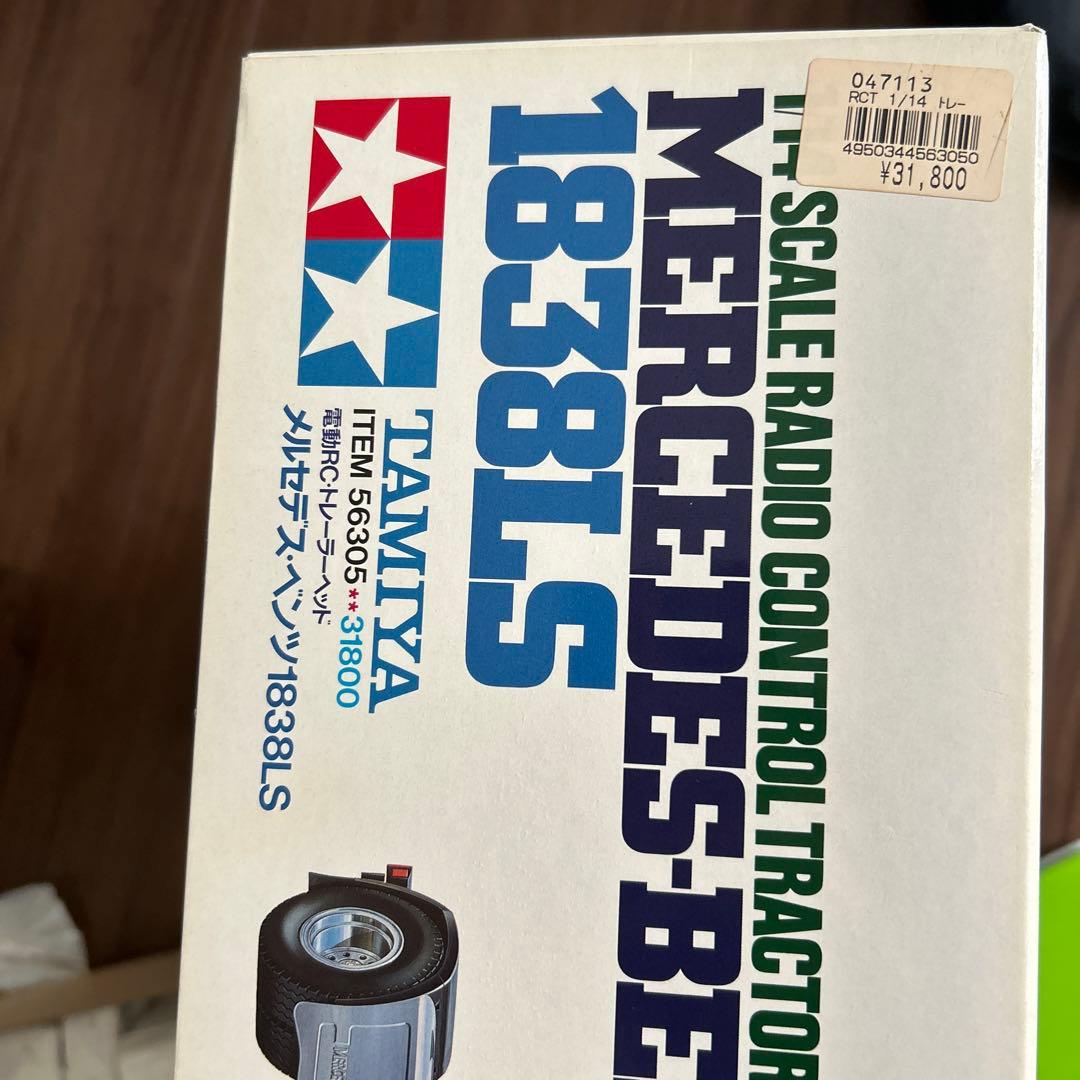 047113
RCT 1/14 トレー
4950344563050
¥31,800
SCALE RADIO CONTROL TRACTOR
MERCEDES-BE
1838LS
TAMIYA
ITEM 56305**31800
電動RC・トレーラーヘッド
メルセデス・ベンツ1838LS